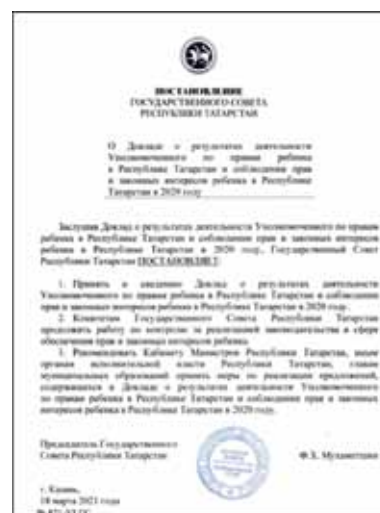 ПОСТАНОВЛЕНИЕ
ГОСУДАРСТВЕННОГО СОВЕТА
РЕСПУБЛИКИ ТАТАРСТАН
О Докладе о результатах деятельности
Уполномоченного по правам ребенка
в Республике Татарстан и соблюдении прав
и законных интересов ребенка в Республике
Татарстан в 2020 году
Заслушав Доклад о результатах деятельности Уполномоченного по правам
ребенка в Республике Татарстан и соблюдении прав и законных интересов
ребенка в Республике Татарстан в 2020 году, Государственный Совет
Республики Татарстан ПОСТАНОВЛЯЕТ:
1. Принять к сведению Доклад о результатах деятельности
Уполномоченного по правам ребенка в Республике Татарстан и соблюдении
прав и законных интересов ребенка в Республике Татарстан в 2020 году.
2. Комитетам Государственного Совета Республики Татарстан
продолжать работу по контролю за реализацией законодательства в сфере
обеспечения прав и законных интересов ребенка.
3. Рекомендовать Кабинету Министров Республики Татарстан, иным
органам исполнительной власти Республики Татарстан, главам
муниципальных образований принять меры по реализации предложений,
содержащихся в Докладе о результатах деятельности Уполномоченного
по правам ребенка в Республике Татарстан и соблюдении прав и законных
интересов ребенка в Республике Татарстан в 2020 году.
Председатель Государственного
Совета Республики Татарстан
Ф.Х. Мухаметшин
г. Казань,
18 марта 2021 года